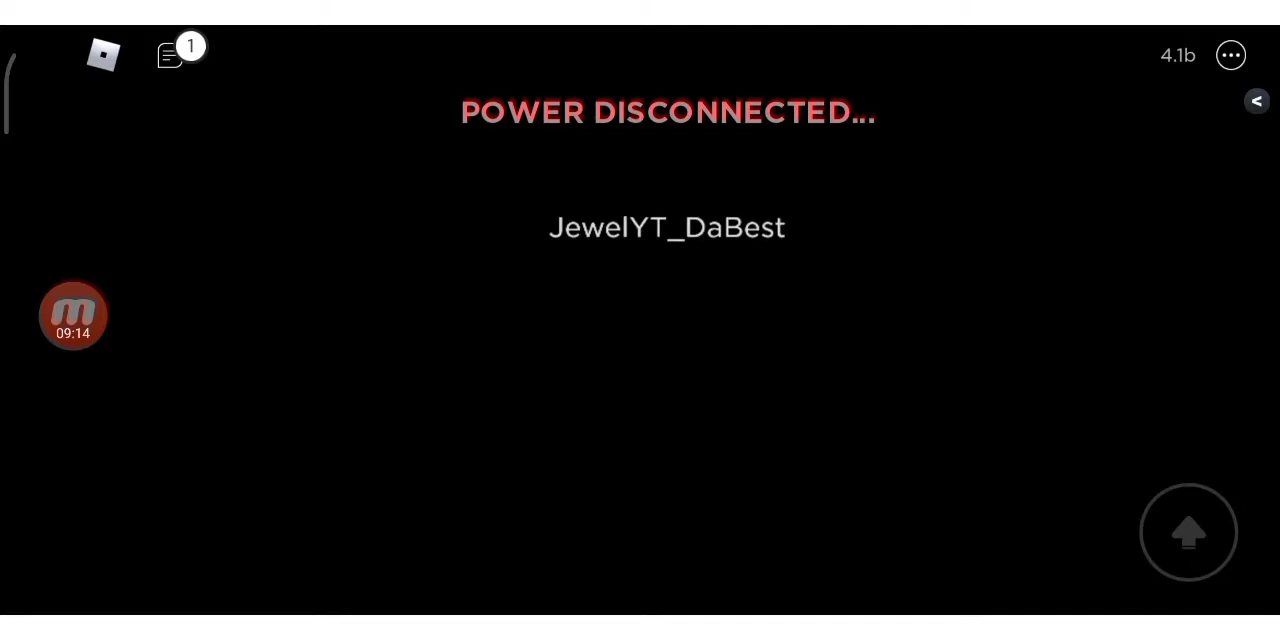 1
4.1b
<
POWER DISCONNECTED...
JewelYT_DaBest
m
09:14